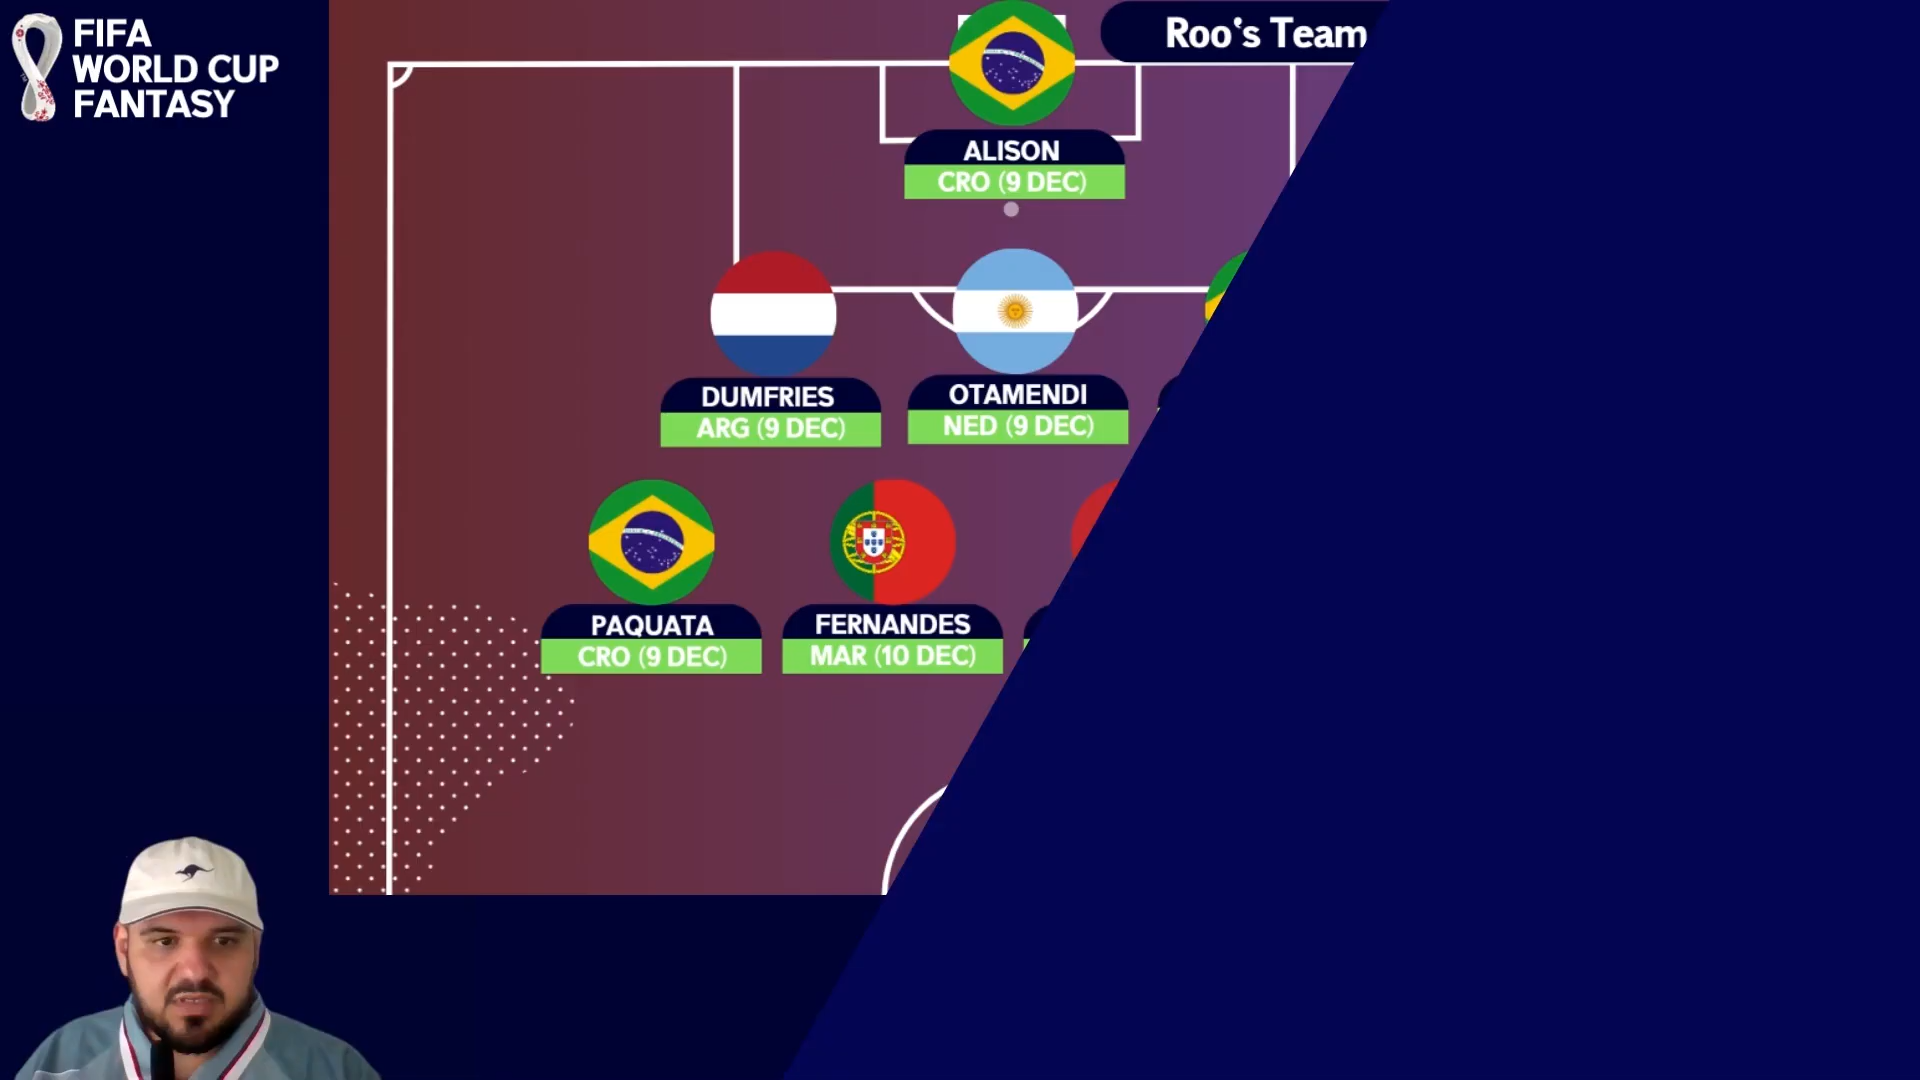 FIFA
WORLD CUP
FANTASY
Roo's Team
ALISON
CRO (9 DEC)
DUMFRIES
ARG (9 DEC)
OTAMENDI
NED (9 DEC)
PAQUATA
CRO (9 DEC)
FERNANDES
MAR (10 DEC)